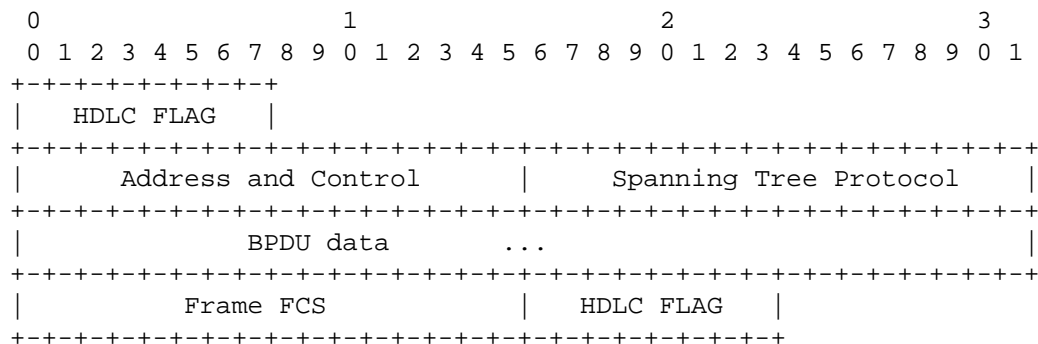 0                   1                   2                   3
 0 1 2 3 4 5 6 7 8 9 0 1 2 3 4 5 6 7 8 9 0 1 2 3 4 5 6 7 8 9 0 1
+-+-+-+-+-+-+-+-+
|   HDLC FLAG   |
+-+-+-+-+-+-+-+-+-+-+-+-+-+-+-+-+-+-+-+-+-+-+-+-+-+-+-+-+-+-+-+-+
|      Address and Control      |     Spanning Tree Protocol    |
+-+-+-+-+-+-+-+-+-+-+-+-+-+-+-+-+-+-+-+-+-+-+-+-+-+-+-+-+-+-+-+-+
|              BPDU data       ...                              |
+-+-+-+-+-+-+-+-+-+-+-+-+-+-+-+-+-+-+-+-+-+-+-+-+-+-+-+-+-+-+-+-+
|          Frame FCS            |   HDLC FLAG   |
+-+-+-+-+-+-+-+-+-+-+-+-+-+-+-+-+-+-+-+-+-+-+-+-+